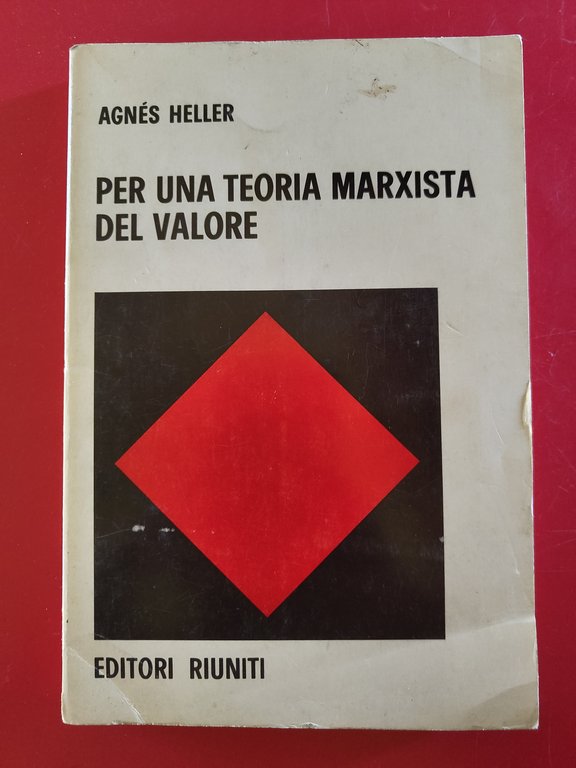 AGNÉS HELLER
PER UNA TEORIA MARXISTA
DEL VALORE
EDITORI RIUNITI